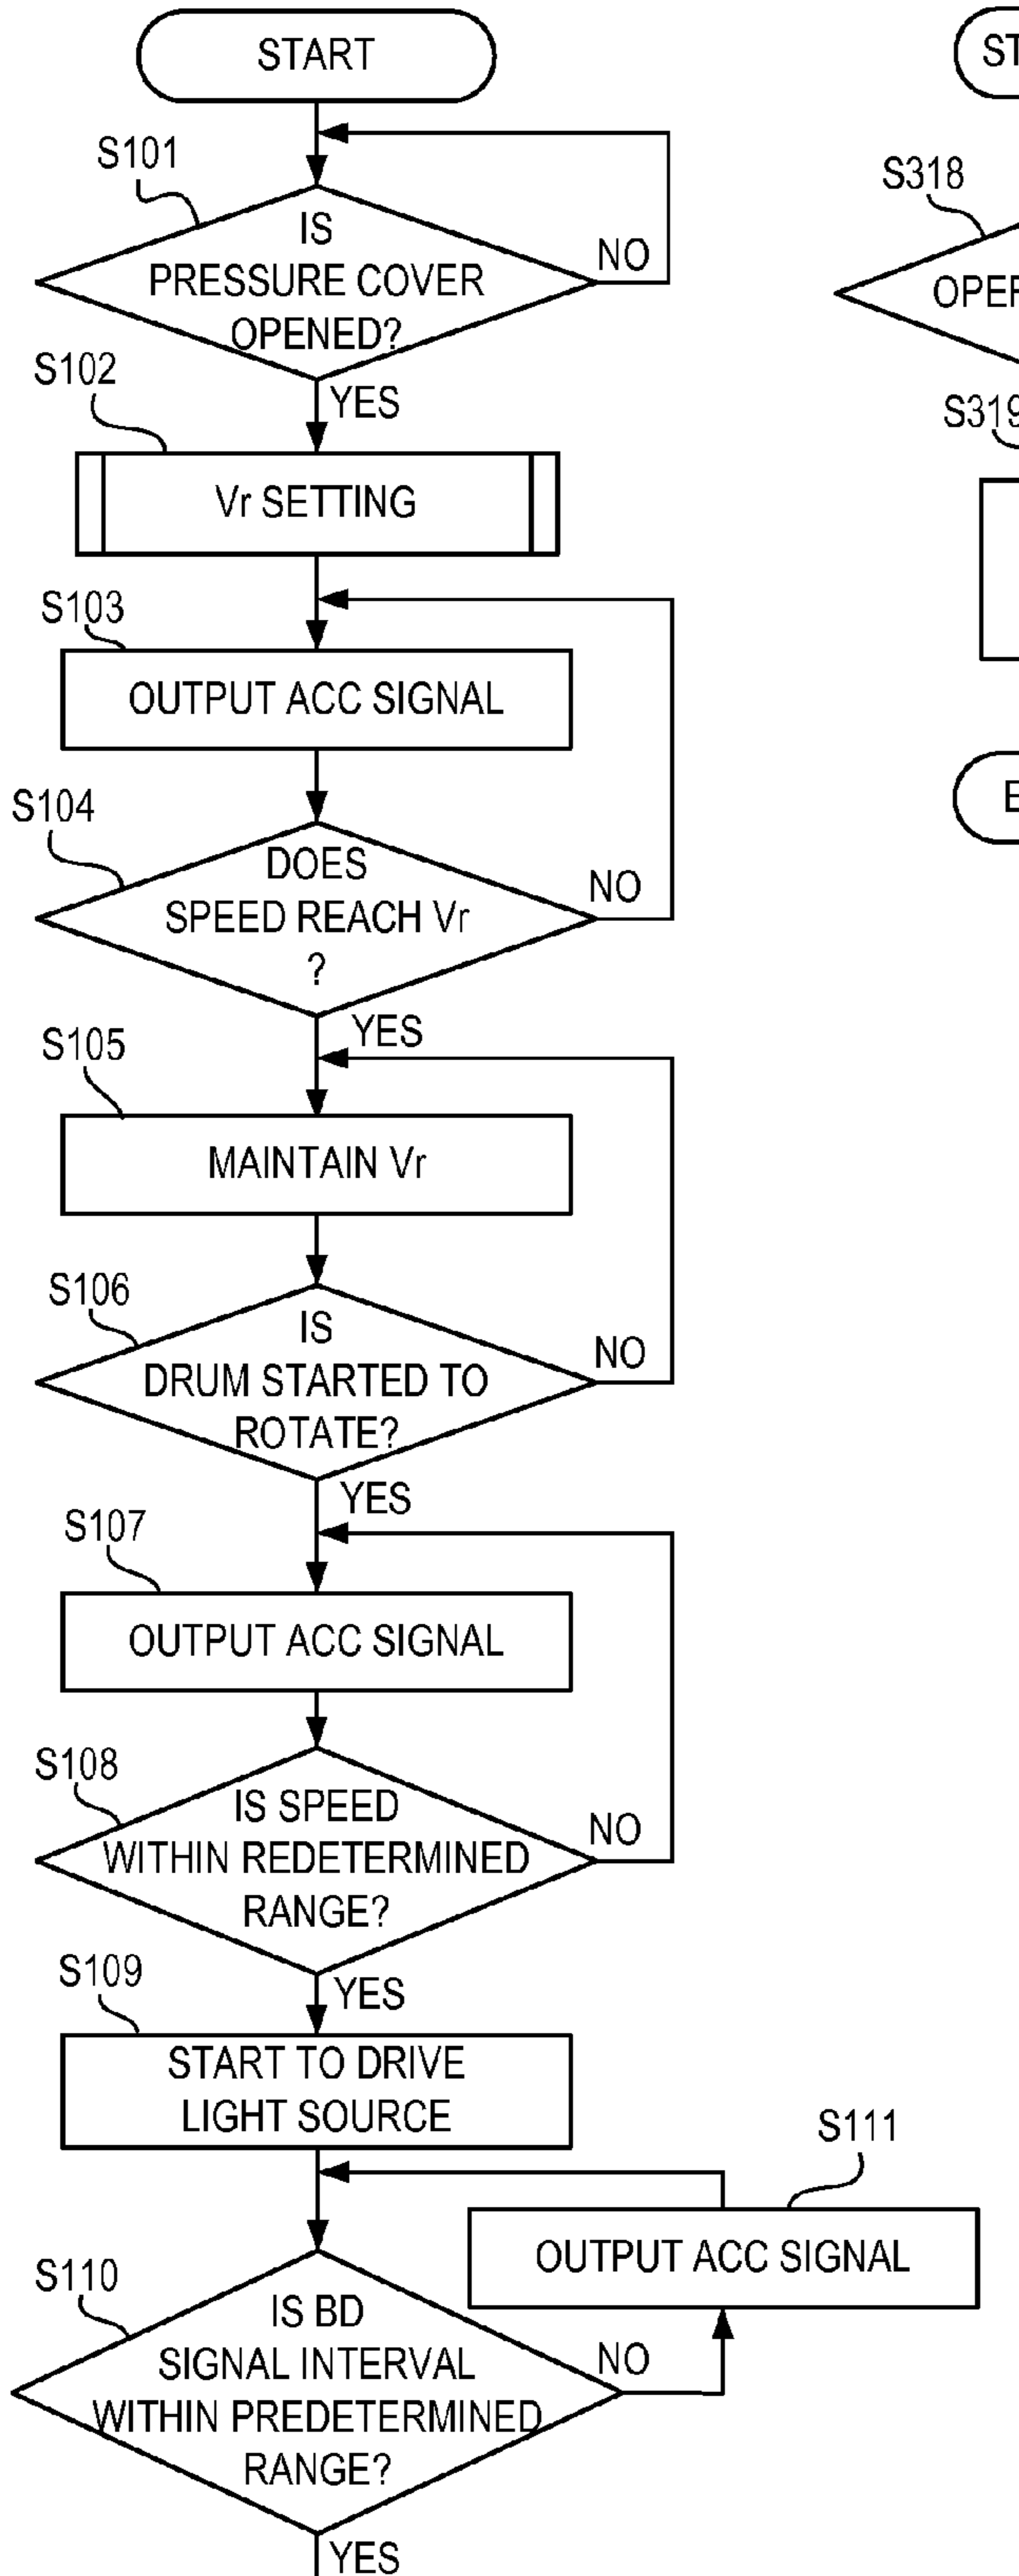 START
S101
IS
PRESSURE COVER
OPENED?
NO
YES
S102
Vr SETTING
S103
OUTPUT ACC SIGNAL
S104
DOES
SPEED REACH Vr
?
NO
YES
S105
MAINTAIN Vr
S106
IS
DRUM STARTED TO
ROTATE?
NO
YES
S107
OUTPUT ACC SIGNAL
S108
IS SPEED
WITHIN REDETERMINED
RANGE?
NO
YES
S109
START TO DRIVE
LIGHT SOURCE
S111
OUTPUT ACC SIGNAL
S110
IS BD
SIGNAL INTERVAL
WITHIN PREDETERMINED
RANGE?
NO
YES
S318
S319